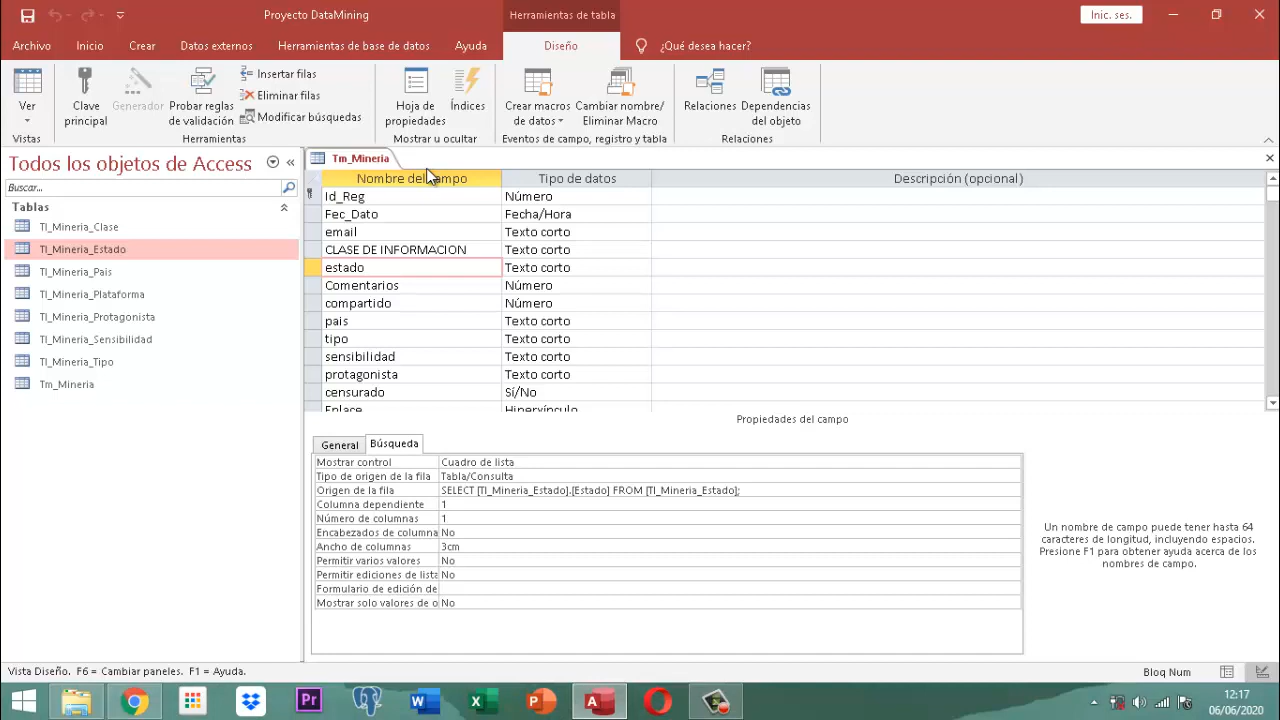 Proyecto DataMining
Herramientas de tabla
Inic. ses.
Archivo Inicio Crear Datos externos Herramientas de base de datos Ayuda Diseño ¿Qué desea hacer?
Ver
Vistas
Clave principal
Generador
Probar reglas de validación
Insertar filas
Eliminar filas
Modificar búsquedas
Herramientas
Hoja de propiedades
Índices
Mostrar u ocultar
Crear macros de datos
Cambiar nombre/ Eliminar Macro
Eventos de campo, registro y tabla
Relaciones
Dependencias del objeto
Relaciones
Todos los objetos de Access
Buscar...
Tablas
Tl_Mineria_Clase
Tl_Mineria_Estado
Tl_Mineria_Pais
Tl_Mineria_Plataforma
Tl_Mineria_Protagonista
Tl_Mineria_Sensibilidad
Tl_Mineria_Tipo
Tm_Mineria
Tm_Mineria
Nombre del campo Tipo de datos Descripción (opcional)
Id_Reg Número
Fec_Dato Fecha/Hora
email Texto corto
CLASE DE INFORMACION Texto corto
estado Texto corto
Comentarios Número
compartido Número
pais Texto corto
tipo Texto corto
sensibilidad Texto corto
protagonista Texto corto
censurado Sí/No
Enlace Hipervínculo
Propiedades del campo
General Búsqueda
Mostrar control Cuadro de lista
Tipo de origen de la fila Tabla/Consulta
Origen de la fila SELECT [Tl_Mineria_Estado].[Estado] FROM [Tl_Mineria_Estado];
Columna dependiente 1
Número de columnas 1
Encabezados de columna No
Ancho de columnas 3cm
Permitir varios valores No
Permitir ediciones de lista No
Formulario de edición de
Mostrar solo valores de o No
Un nombre de campo puede tener hasta 64
caracteres de longitud, incluyendo espacios.
Presione F1 para obtener ayuda acerca de los
nombres de campo.
Vista Diseño. F6 = Cambiar paneles. F1 = Ayuda.
Bloq Num
12:17
06/06/2020